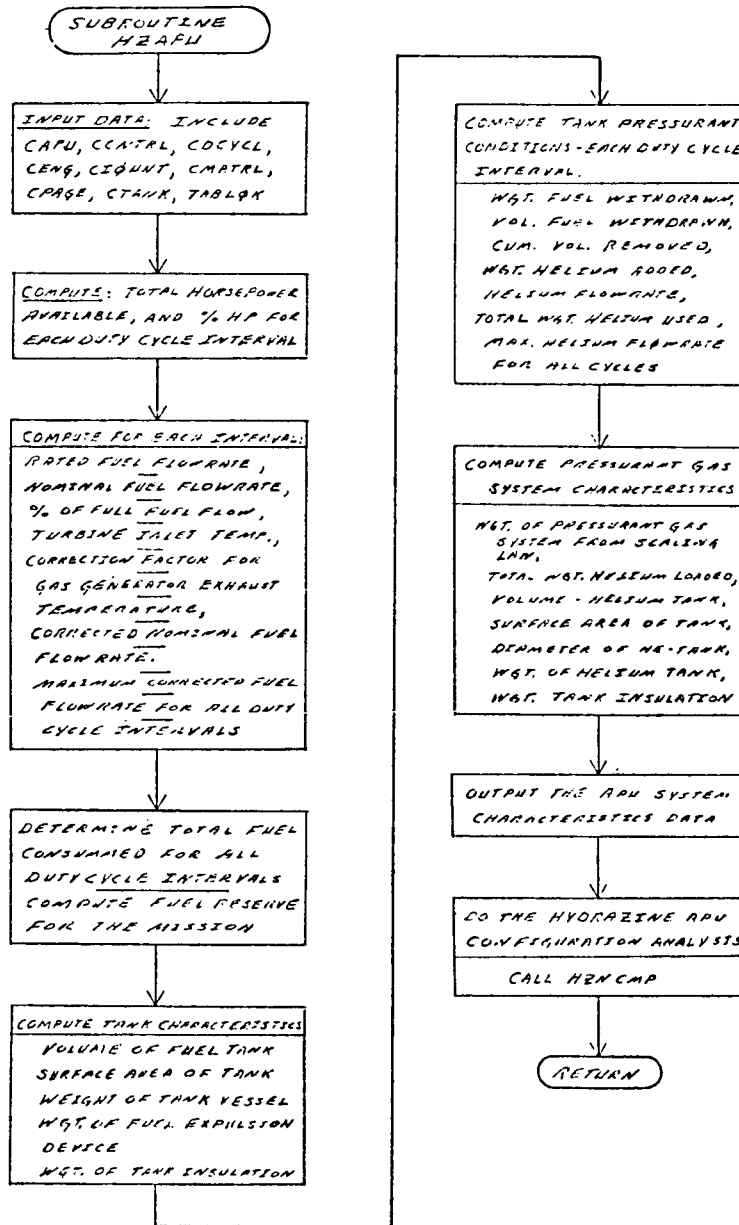 SUBROUTINE
HZAPU
INPUT DATA: INCLUDE
CAPU, CCNTRL, CDCYCL,
CENG, CIØUNT, CMATRL,
CPAGE, CTANK, TABLØK
COMPUTE: TOTAL HORSEPOWER
AVAILABLE, AND % HP FOR
EACH DUTY CYCLE INTERVAL
COMPUTE FOR EACH INTERVAL:
RATED FUEL FLOWRATE,
NOMINAL FUEL FLOWRATE,
% OF FULL FUEL FLOW,
TURBINE INLET TEMP.,
CORRECTION FACTOR FOR
GAS GENERATOR EXHAUST
TEMPERATURE,
CORRECTED NOMINAL FUEL
FLOWRATE.
MAXIMUM CORRECTED FUEL
FLOWRATE FOR ALL DUTY
CYCLE INTERVALS
DETERMINE TOTAL FUEL
CONSUMMED FOR ALL
DUTY CYCLE INTERVALS
COMPUTE FUEL RESERVE
FOR THE MISSION
COMPUTE TANK CHARACTERISTICS
VOLUME OF FUEL TANK
SURFACE AREA OF TANK
WEIGHT OF TANK VESSEL
WGT. OF FUEL EXPULSION
DEVICE
WGT. OF TANK INSULATION
COMPUTE TANK PRESSURANT
CONDITIONS - EACH DUTY CYCLE
INTERVAL.
WGT. FUEL WITHDRAWN,
VOL. FUEL WITHDRAWN,
CUM. VOL. REMOVED,
WGT. HELIUM ADDED,
HELIUM FLOWRATE,
TOTAL WGT. HELIUM USED,
MAX. HELIUM FLOWRATE
FOR ALL CYCLES
COMPUTE PRESSURANT GAS
SYSTEM CHARACTERISTICS
WGT. OF PRESSURANT GAS
SYSTEM FROM SCALING
LAW,
TOTAL WGT. HELIUM LOADED,
VOLUME - HELIUM TANK,
SURFACE AREA OF TANK,
DIAMETER OF HE-TANK,
WGT. OF HELIUM TANK,
WGT. TANK INSULATION
OUTPUT THE APU SYSTEM
CHARACTERISTICS DATA
DO THE HYDRAZINE APU
CONFIGURATION ANALYSIS
CALL HZNCMP
RETURN